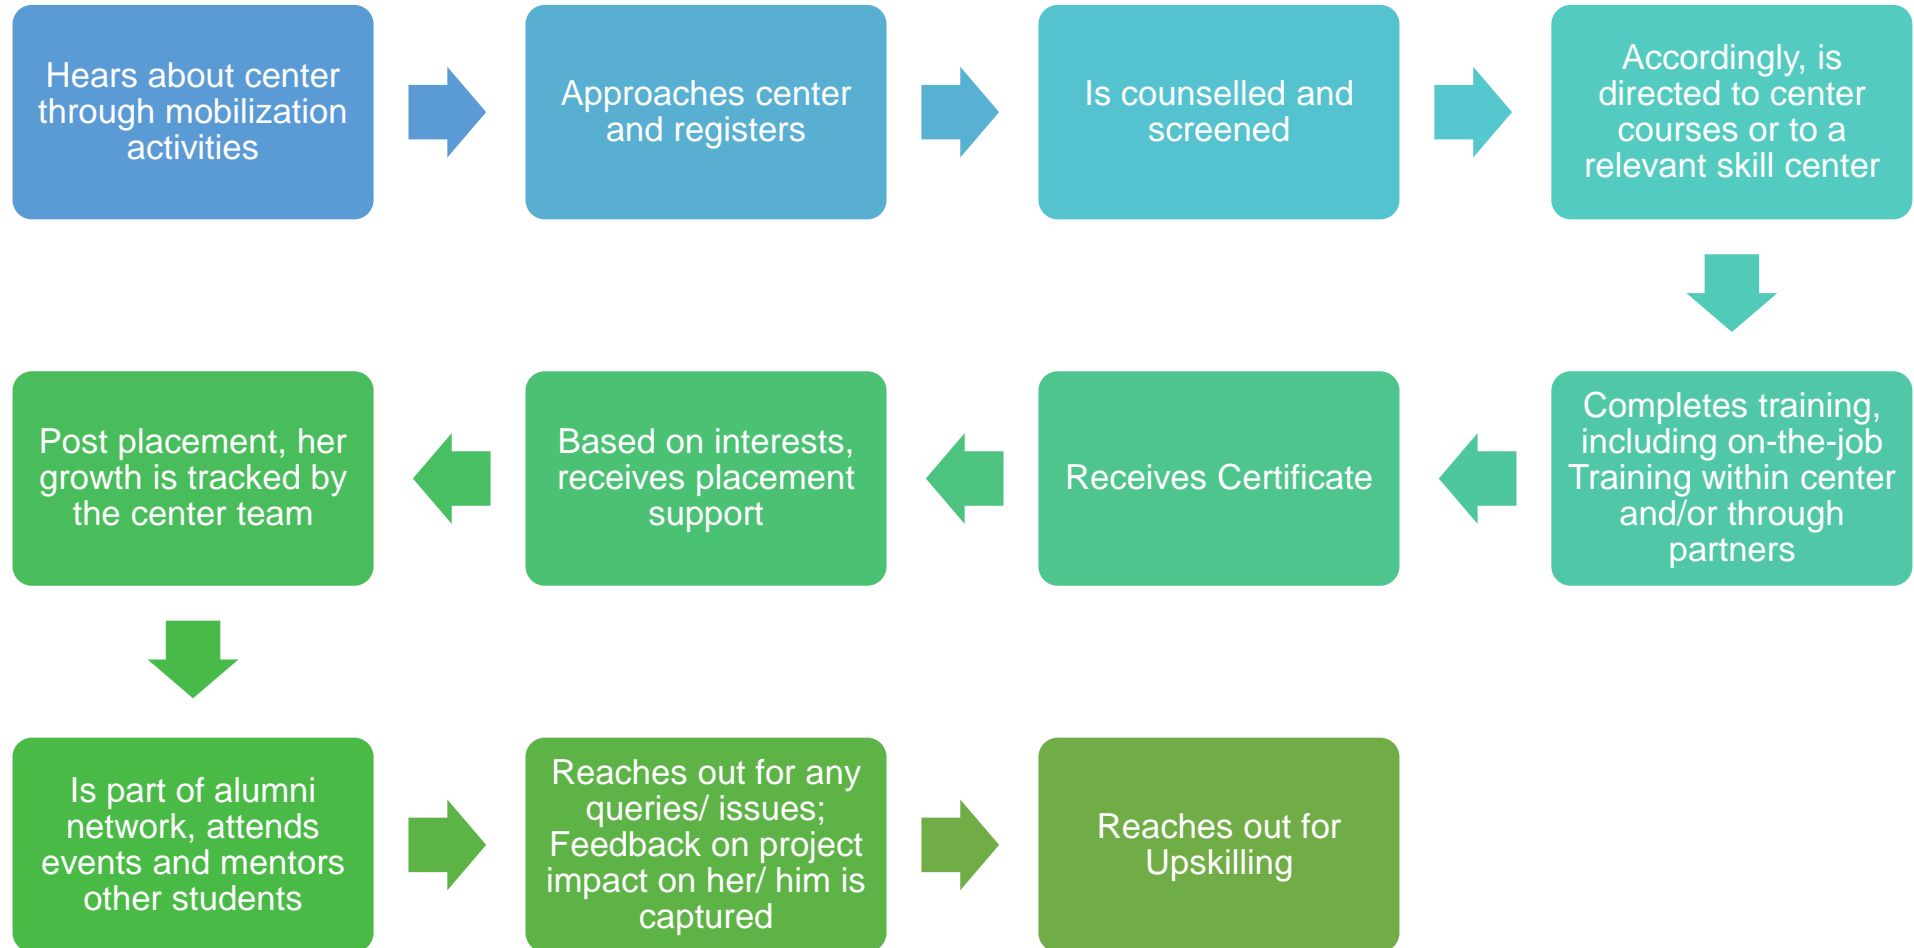 Hears about center
through mobilization
activities
Approaches center
and registers
Is counselled and
screened
Accordingly, is
directed to center
courses or to a
relevant skill center
Completes training,
including on-the-job
Training within center
and/or through
partners
Receives Certificate
Based on interests,
receives placement
support
Post placement, her
growth is tracked by
the center team
Is part of alumni
network, attends
events and mentors
other students
Reaches out for any
queries/ issues;
Feedback on project
impact on her/ him is
captured
Reaches out for
Upskilling